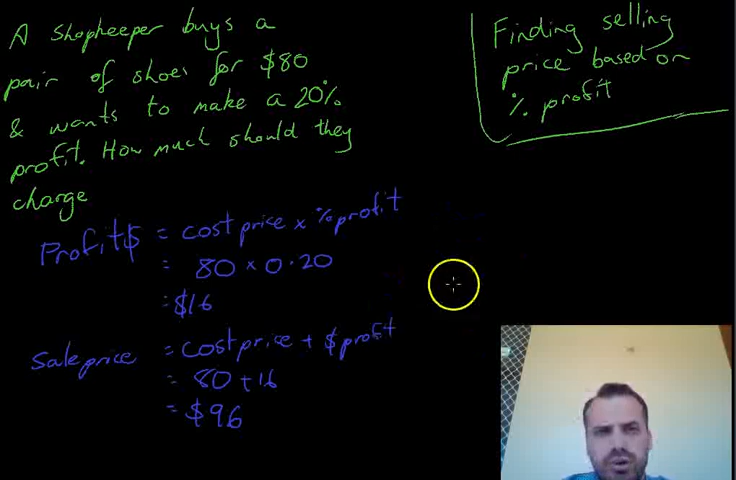 A Shopkeeper buys a
pair of shoes for $80
& wants to make a 20%
profit. How much should they
charge
Finding selling
price based on
% profit
Profit$ = cost price x % profit
= 80 x 0.20
= $16
Sale price = cost price + $ profit
= 80 + 16
= $96